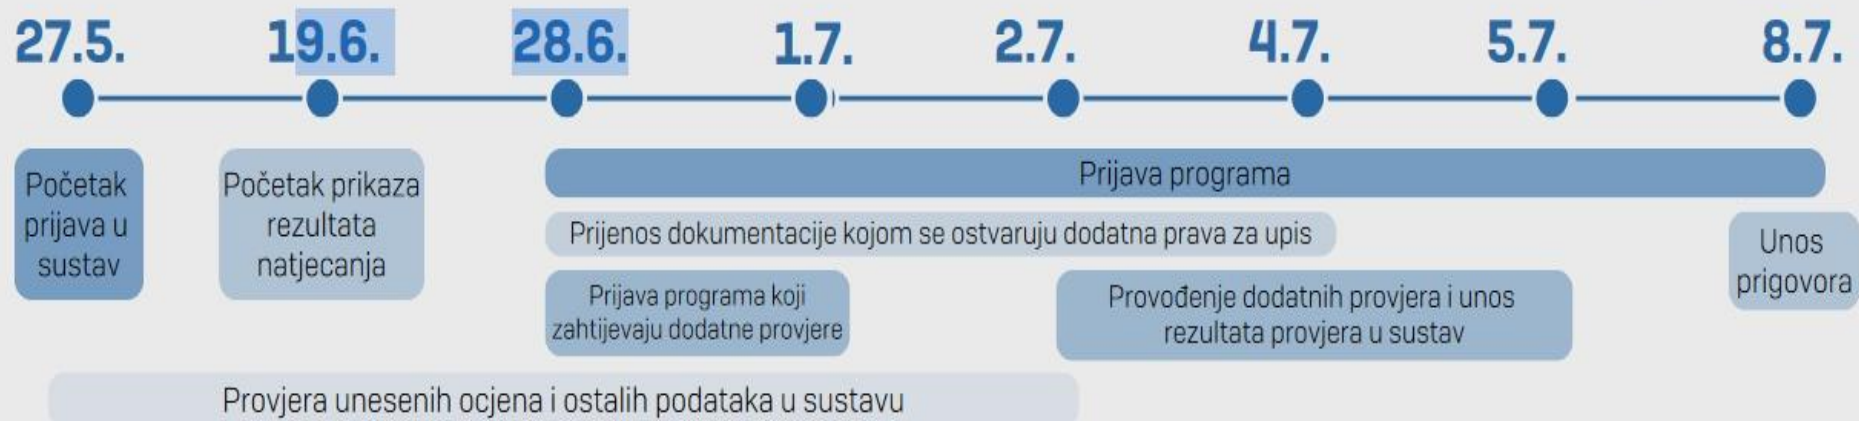 27.5.
19.6.
28.6.
1.7.
2.7.
4.7.
5.7.
8.7.
Početak
prijava u
sustav
Početak prikaza
rezultata
natjecanja
Prijava programa
Prijenos dokumentacije kojom se ostvaruju dodatna prava za upis
Prijava programa koji
zahtijevaju dodatne provjere
Provođenje dodatnih provjera i unos
rezultata provjera u sustav
Unos
prigovora
Provjera unesenih ocjena i ostalih podataka u sustavu